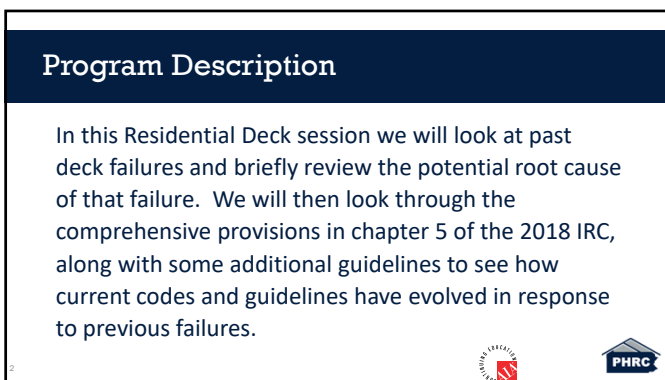 Program Description
In this Residential Deck session we will look at past
deck failures and briefly review the potential root cause
of that failure.  We will then look through the
comprehensive provisions in chapter 5 of the 2018 IRC,
along with some additional guidelines to see how
current codes and guidelines have evolved in response
to previous failures.
2
CONTINUING EDUCATION
AIA
PHRC